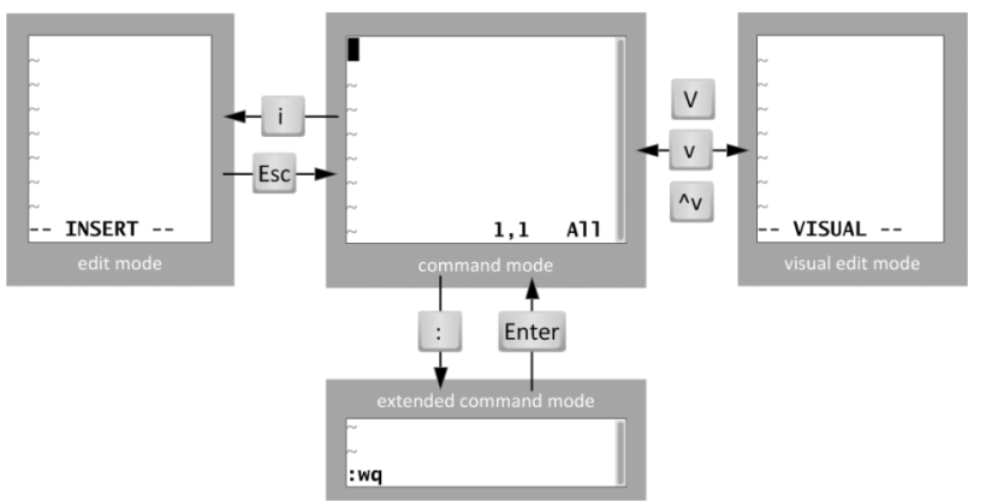 ~
~
~
~
~
~
~
-- INSERT --
edit mode
i
Esc
~
~
~
~
~
~
~
1,1 All
command mode
V
v
^v
~
~
~
~
~
~
~
-- VISUAL --
visual edit mode
:
Enter
extended command mode
~
~
:wq